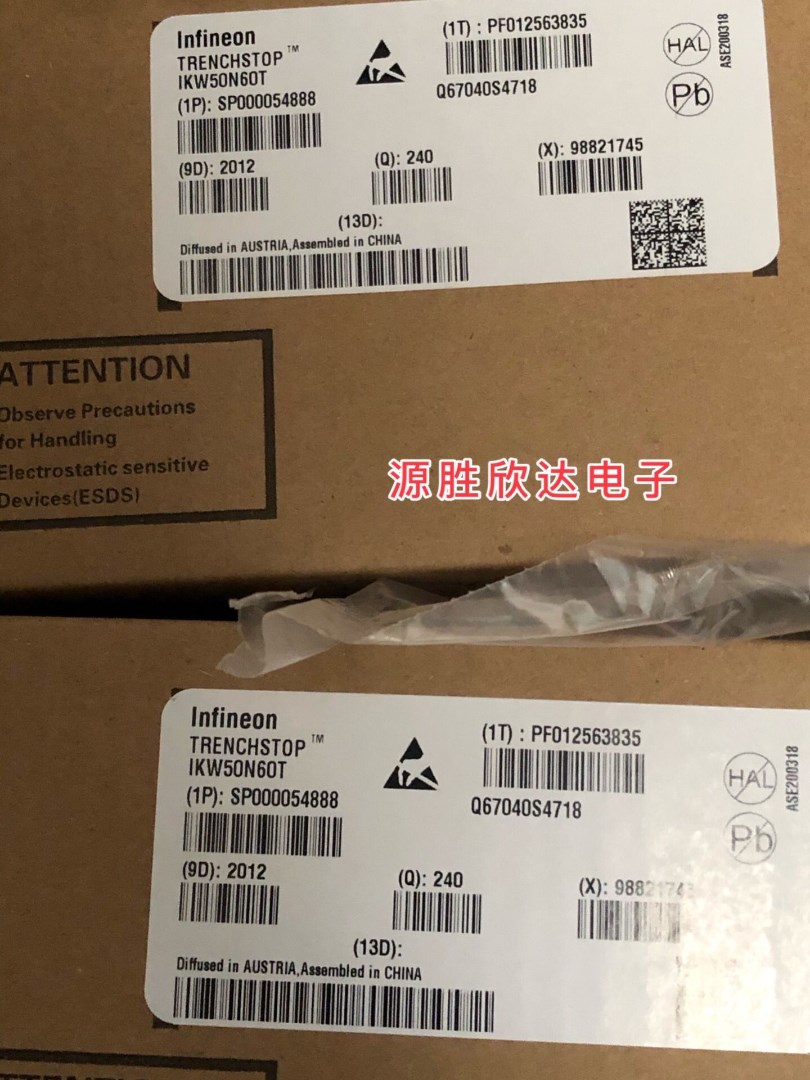 Infineon
TRENCHSTOP™
IKW50N60T
(1P): SP000054888
(9D): 2012
(Q): 240
(1T) : PF012563835
Q67040S4718
(X): 98821745
(13D):
Diffused in AUSTRIA,Assembled in CHINA
HAL
Pb
ASE200318
ATTENTION
Observe Precautions
for Handling
Electrostatic sensitive
Devices(ESDS)
源胜欣达电子
Infineon
TRENCHSTOP™
IKW50N60T
(1P): SP000054888
(9D): 2012
(Q): 240
(1T) : PF012563835
Q67040S4718
(X):
(13D):
Diffused in AUSTRIA,Assembled in CHINA
HAL
Pb
ASE200318